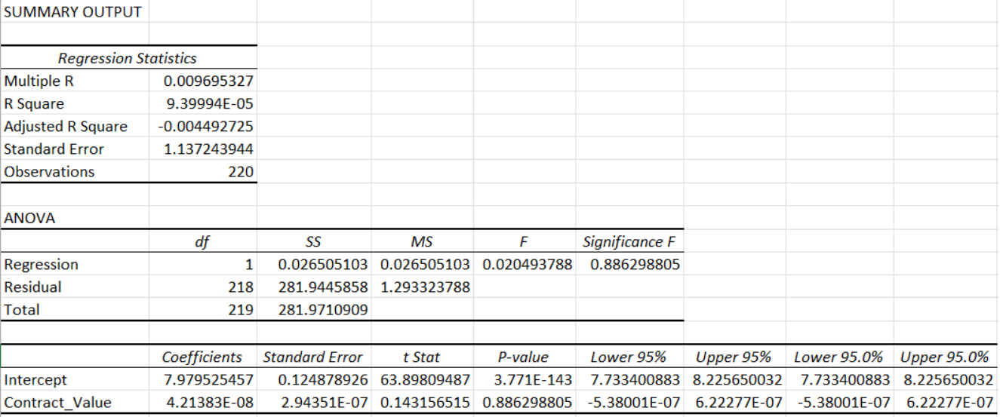 SUMMARY OUTPUT
Regression Statistics
Multiple R 0.009695327
R Square 9.39994E-05
Adjusted R Square -0.004492725
Standard Error 1.137243944
Observations 220
ANOVA
df SS MS F Significance F
Regression 1 0.026505103 0.026505103 0.020493788 0.886298805
Residual 218 281.9445858 1.293323788
Total 219 281.9710909
Coefficients Standard Error t Stat P-value Lower 95% Upper 95% Lower 95.0% Upper 95.0%
Intercept 7.979525457 0.124878926 63.89809487 3.771E-143 7.733400883 8.225650032 7.733400883 8.225650032
Contract_Value 4.21383E-08 2.94351E-07 0.143156515 0.886298805 -5.38001E-07 6.22277E-07 -5.38001E-07 6.22277E-07